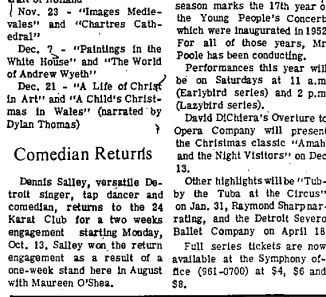 Nov. 23 - "Images Medie-
vales" and "Chartres Cath-
edral"
Dec. 7 - "Paintings in the
White House" and "The World
of Andrew Wyeth"
Dec. 21 - "A Life of Christ
in Art" and "A Child's Christ-
mas in Wales" (narrated by
Dylan Thomas)
Comedian Returns
Dennis Salley, versatile De-
troit singer, tap dancer and
comedian, returns to the 24
Karat Club for a two weeks
engagement starting Monday,
Oct. 13. Salley won the return
engagement as a result of a
one-week stand here in August
with Maureen O'Shea.
season marks the 17th year o
the Young People's Concert
which were inaugurated in 1952
For all of those years, Mr
Poole has been conducting.
Performances this year will
be on Saturdays at 11 a.m.
(Earlybird series) and 2 p.m
(Lazybird series).
David DiChiera's Overture to
Opera Company will present
the Christmas classic "Amah
and the Night Visitors" on Dec
13.
Other highlights will be "Tub-
by the Tuba at the Circus"
on Jan. 31, Raymond Sharp nar-
rating, and the Detroit Severo
Ballet Company on April 18
Full series tickets are now
available at the Symphony of-
fice (961-0700) at $4, $6 and
$8.